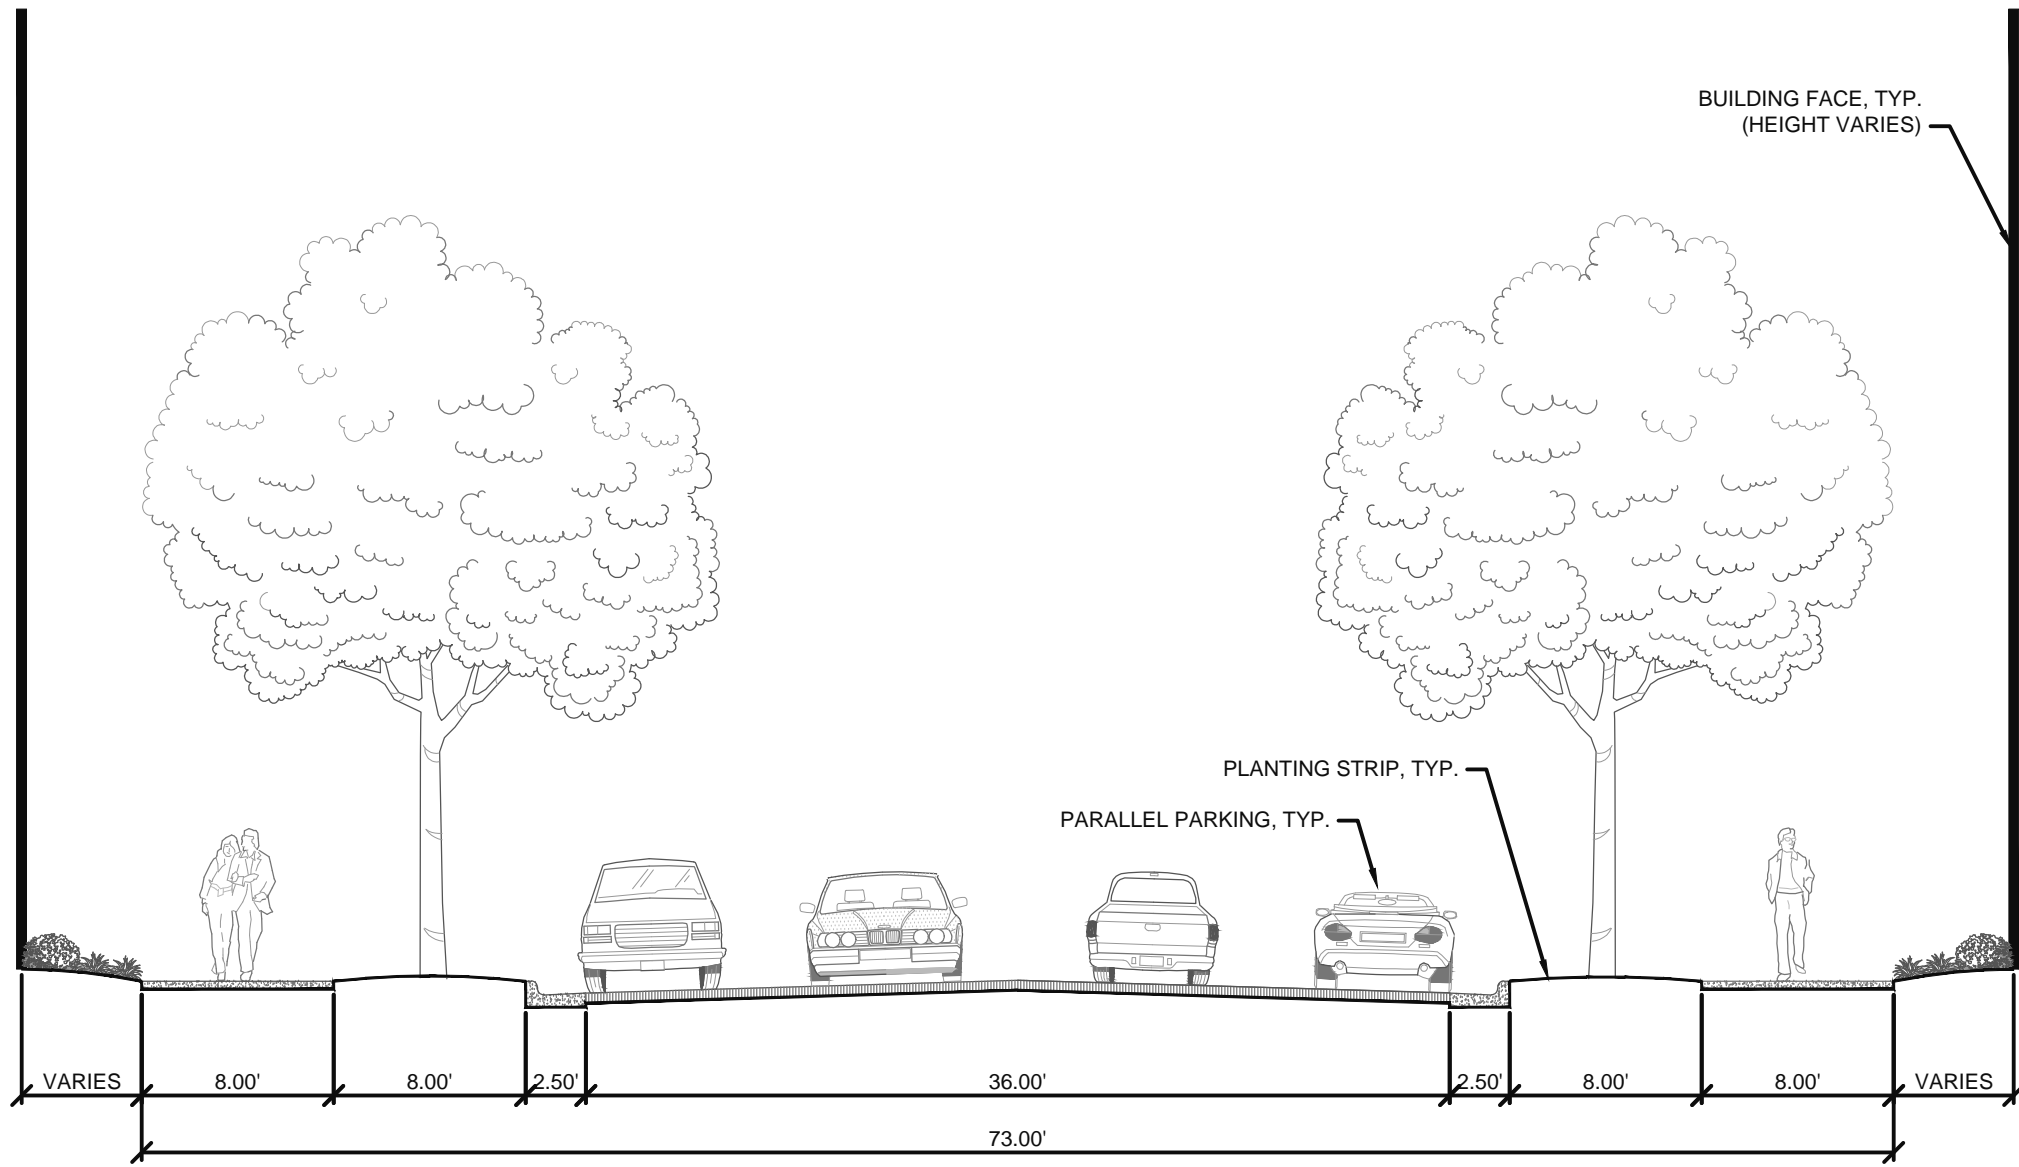 BUILDING FACE, TYP.
(HEIGHT VARIES)
PLANTING STRIP, TYP.
PARALLEL PARKING, TYP.
VARIES 8.00' 8.00' 2.50' 36.00' 2.50' 8.00' 8.00' VARIES
73.00'